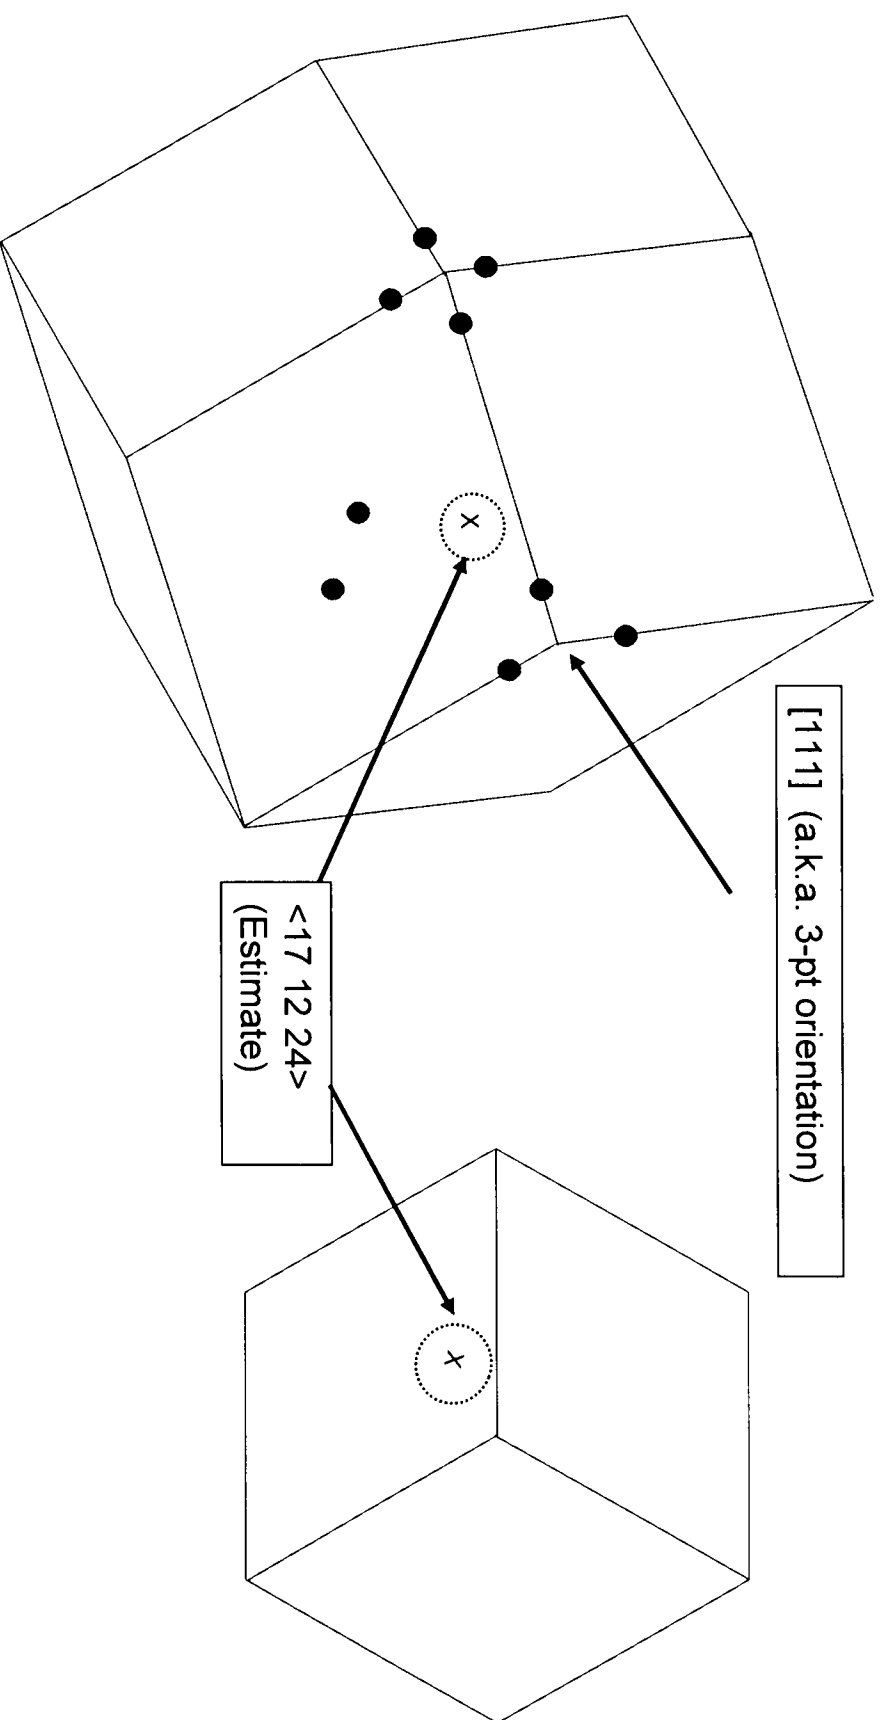 [111] (a.k.a. 3-pt orientation)
<17 12 24>
(Estimate)
X
X